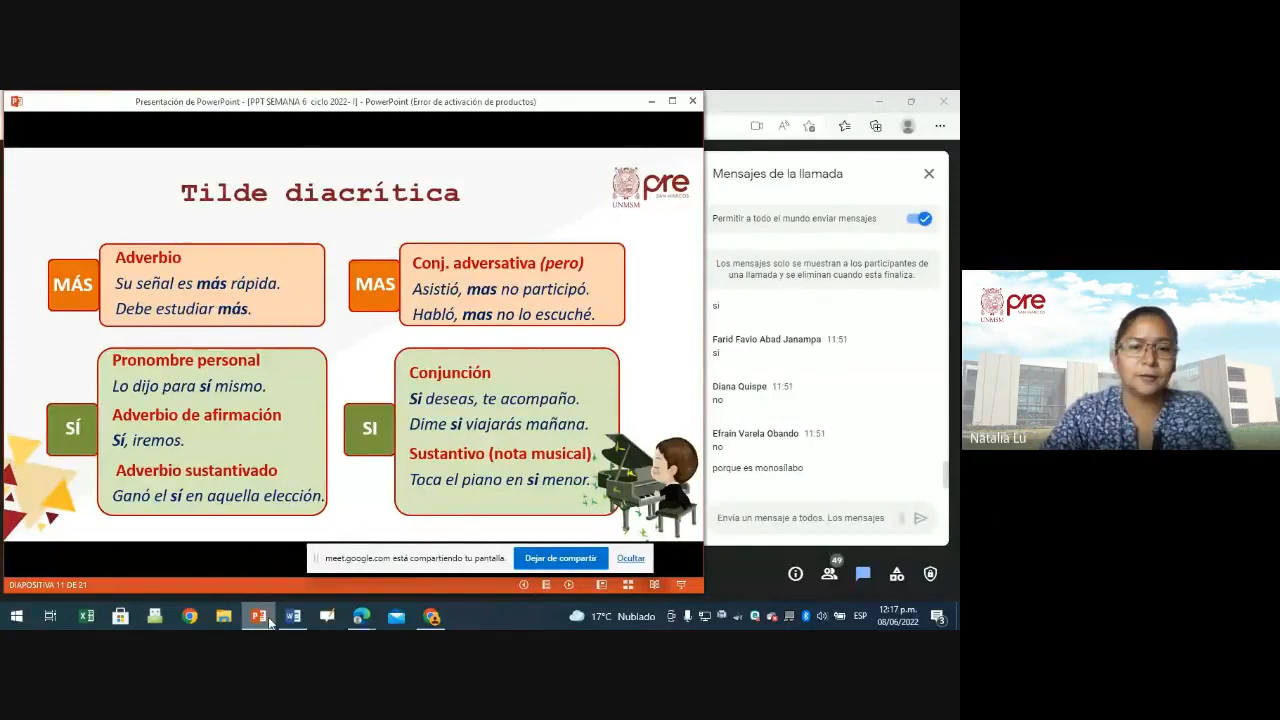 Presentación de PowerPoint - [PPT SEMANA 6 ciclo 2022- I] - PowerPoint (Error de activación de productos)
Tilde diacrítica
UNMSM
pre
SAN MARCOS
MÁS
Adverbio
Su señal es más rápida.
Debe estudiar más.
MAS
Conj. adversativa (pero)
Asistió, mas no participó.
Habló, mas no lo escuché.
SÍ
Pronombre personal
Lo dijo para sí mismo.
Adverbio de afirmación
Sí, iremos.
Adverbio sustantivado
Ganó el sí en aquella elección.
SI
Conjunción
Si deseas, te acompaño.
Dime si viajarás mañana.
Sustantivo (nota musical)
Toca el piano en si menor.
meet.google.com está compartiendo tu pantalla.
Dejar de compartir
Ocultar
DIAPOSITIVA 11 DE 21
Mensajes de la llamada
Permitir a todo el mundo enviar mensajes
Los mensajes solo se muestran a los participantes de
una llamada y se eliminan cuando esta finaliza.
si
Farid Favio Abad Janampa 11:51
si
Diana Quispe 11:51
no
Efrain Varela Obando 11:51
no
porque es monosílabo
Envía un mensaje a todos. Los mensajes
49
17°C Nublado
ESP
12:17 p.m.
08/06/2022
3
UNMSM
pre
SAN MARCOS
Natalia Lu